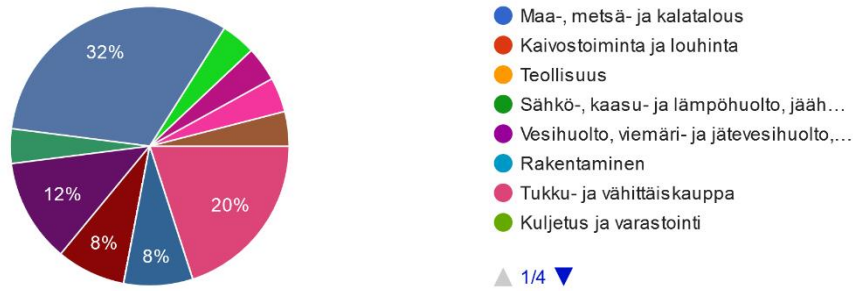 32%
12%
8%
8%
20%
Maa-, metsä- ja kalatalous
Kaivostoiminta ja louhinta
Teollisuus
Sähkö-, kaasu- ja lämpöhuolto, jääh…
Vesihuolto, viemäri- ja jätevesihuolto,…
Rakentaminen
Tukku- ja vähittäiskauppa
Kuljetus ja varastointi
1/4